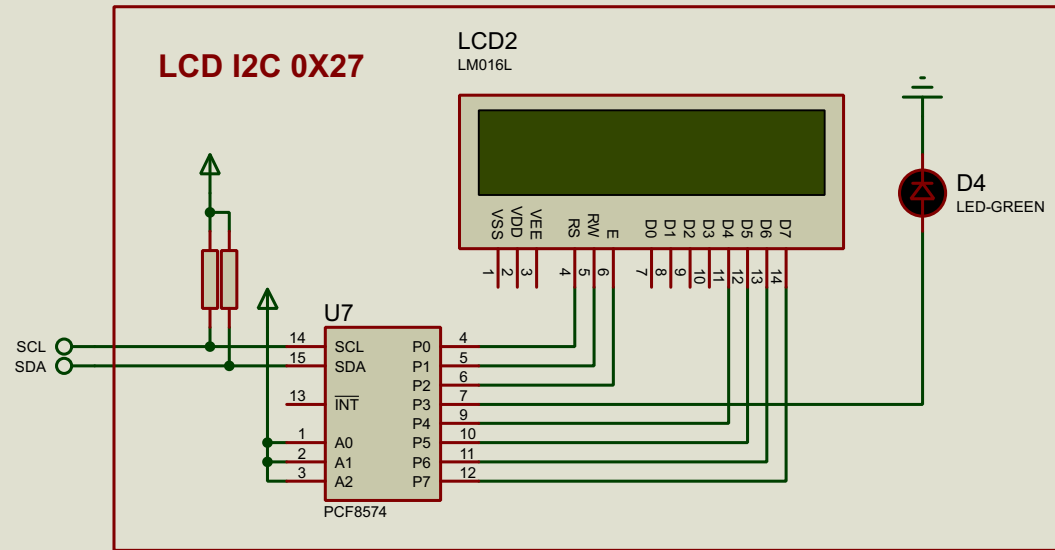 LCD I2C 0X27
LCD2
LM016L
VSS
VDD
VEE
RS
RW
E
D0
D1
D2
D3
D4
D5
D6
D7
1
2
3
4
5
6
7
8
9
10
11
12
13
14
D4
LED-GREEN
U7
SCL
SDA
14
15
13
1
2
3
SCL
SDA
INT
A0
A1
A2
P0
P1
P2
P3
P4
P5
P6
P7
4
5
6
7
9
10
11
12
PCF8574